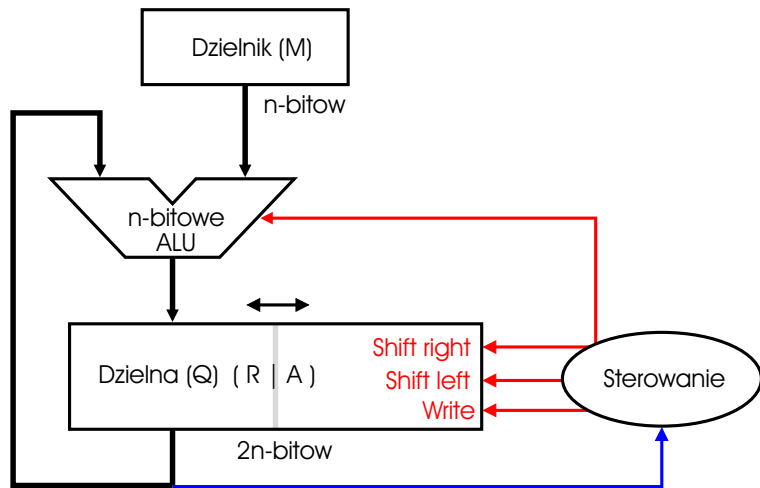 Dzielnik (M)
n-bitow
n-bitowe
ALU
Shift right
Dzielna (Q) ( R | A )
Shift left
Sterowanie
Write
2n-bitow